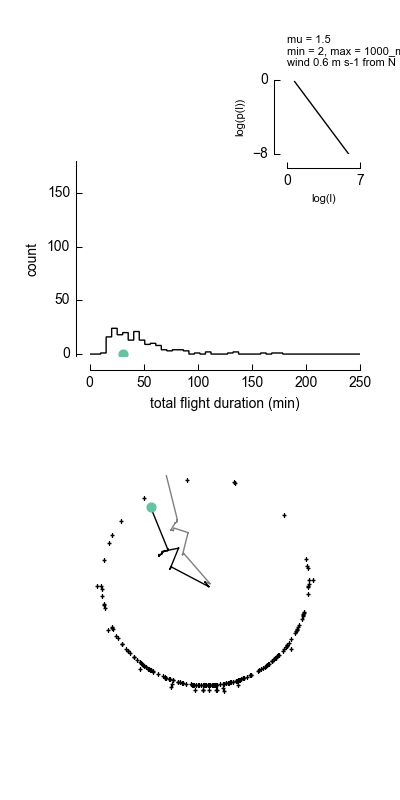 mu = 1.5
min = 2, max = 1000_m
wind 0.6 m s-1 from N
0
−8
log(p(l))
0 7
log(l)
150
100
50
0
count
0 50 100 150 200 250
total flight duration (min)